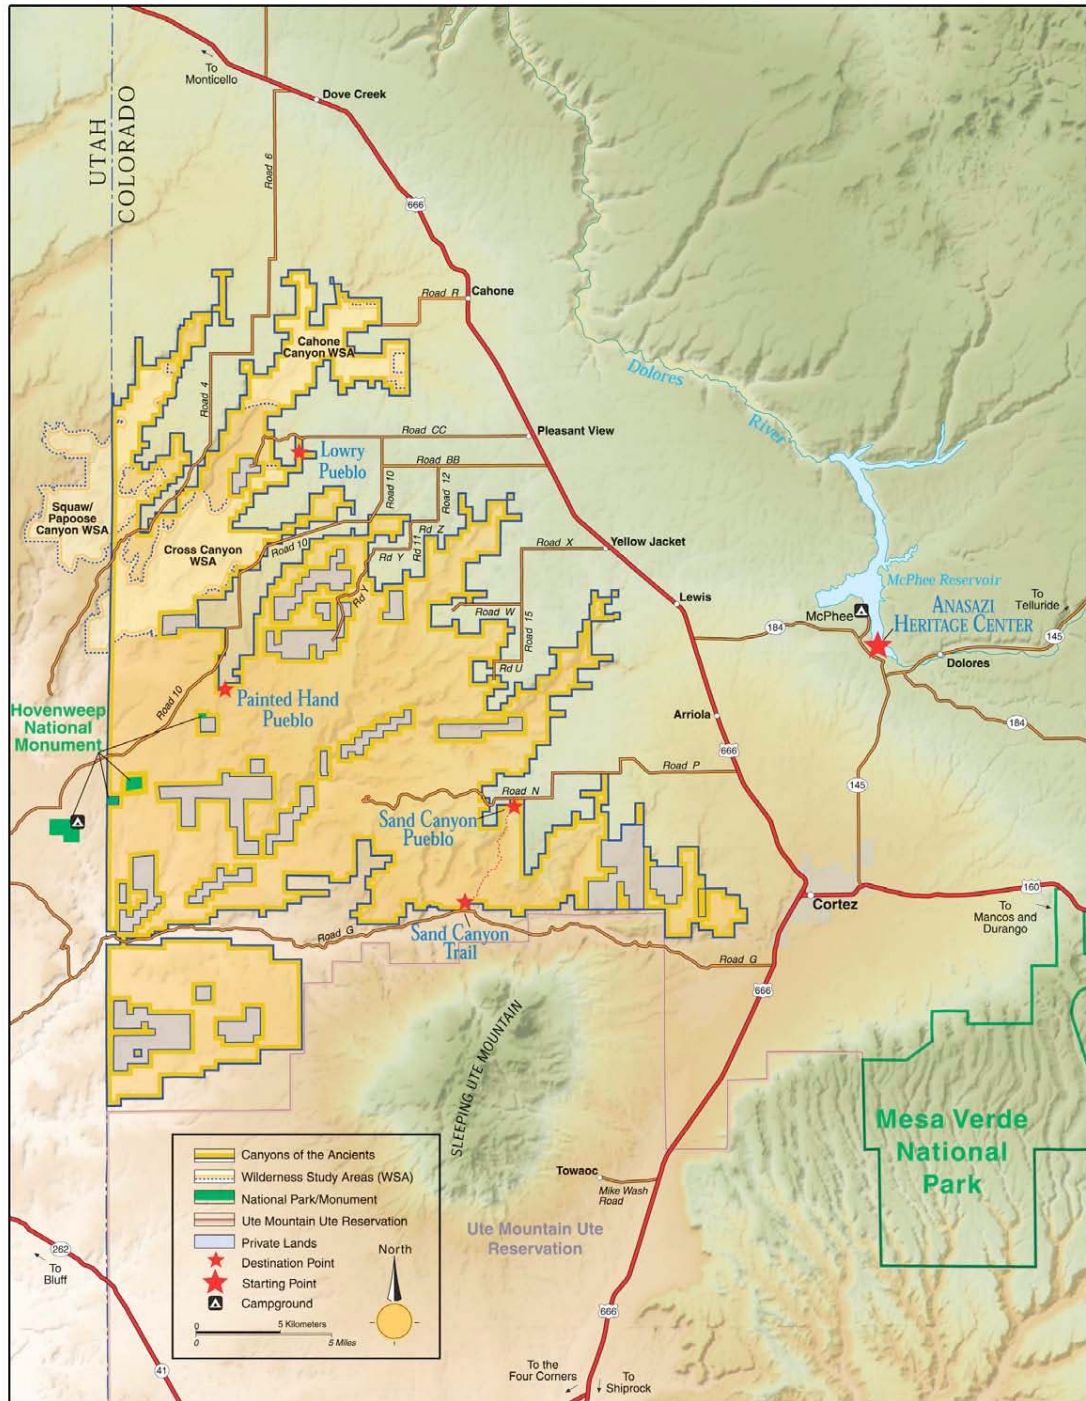 To
Monticello
Dove Creek
UTAH
COLORADO
Road 6
666
Road R
Cahone
Cahone
Canyon WSA
Dolores
River
Road 4
Road CC
Pleasant View
Lowry
Pueblo
Road BB
Road 10
Road 12
Squaw/
Papoose
Canyon WSA
Cross Canyon
WSA
Road 10
Rd Z
Rd 11
Rd Y
Rd Y
Road X
Yellow Jacket
McPhee Reservoir
Road W
Road 15
Lewis
McPhee
ANASAZI
HERITAGE CENTER
To
Telluride
184
145
Dolores
Rd U
Road 10
Painted Hand
Pueblo
Hovenweep
National
Monument
Arriola
184
666
Road P
Road N
145
Sand Canyon
Pueblo
160
Cortez
To
Mancos and
Durango
Road G
Sand Canyon
Trail
Road G
666
SLEEPING UTE MOUNTAIN
Mesa Verde
National
Park
Towaoc
Mike Wash
Road
Ute Mountain Ute
Reservation
Canyons of the Ancients
Wilderness Study Areas (WSA)
National Park/Monument
Ute Mountain Ute Reservation
Private Lands
Destination Point
Starting Point
Campground
North
0
5 Kilometers
0
5 Miles
262
To
Bluff
41
666
To the
Four Corners
To
Shiprock